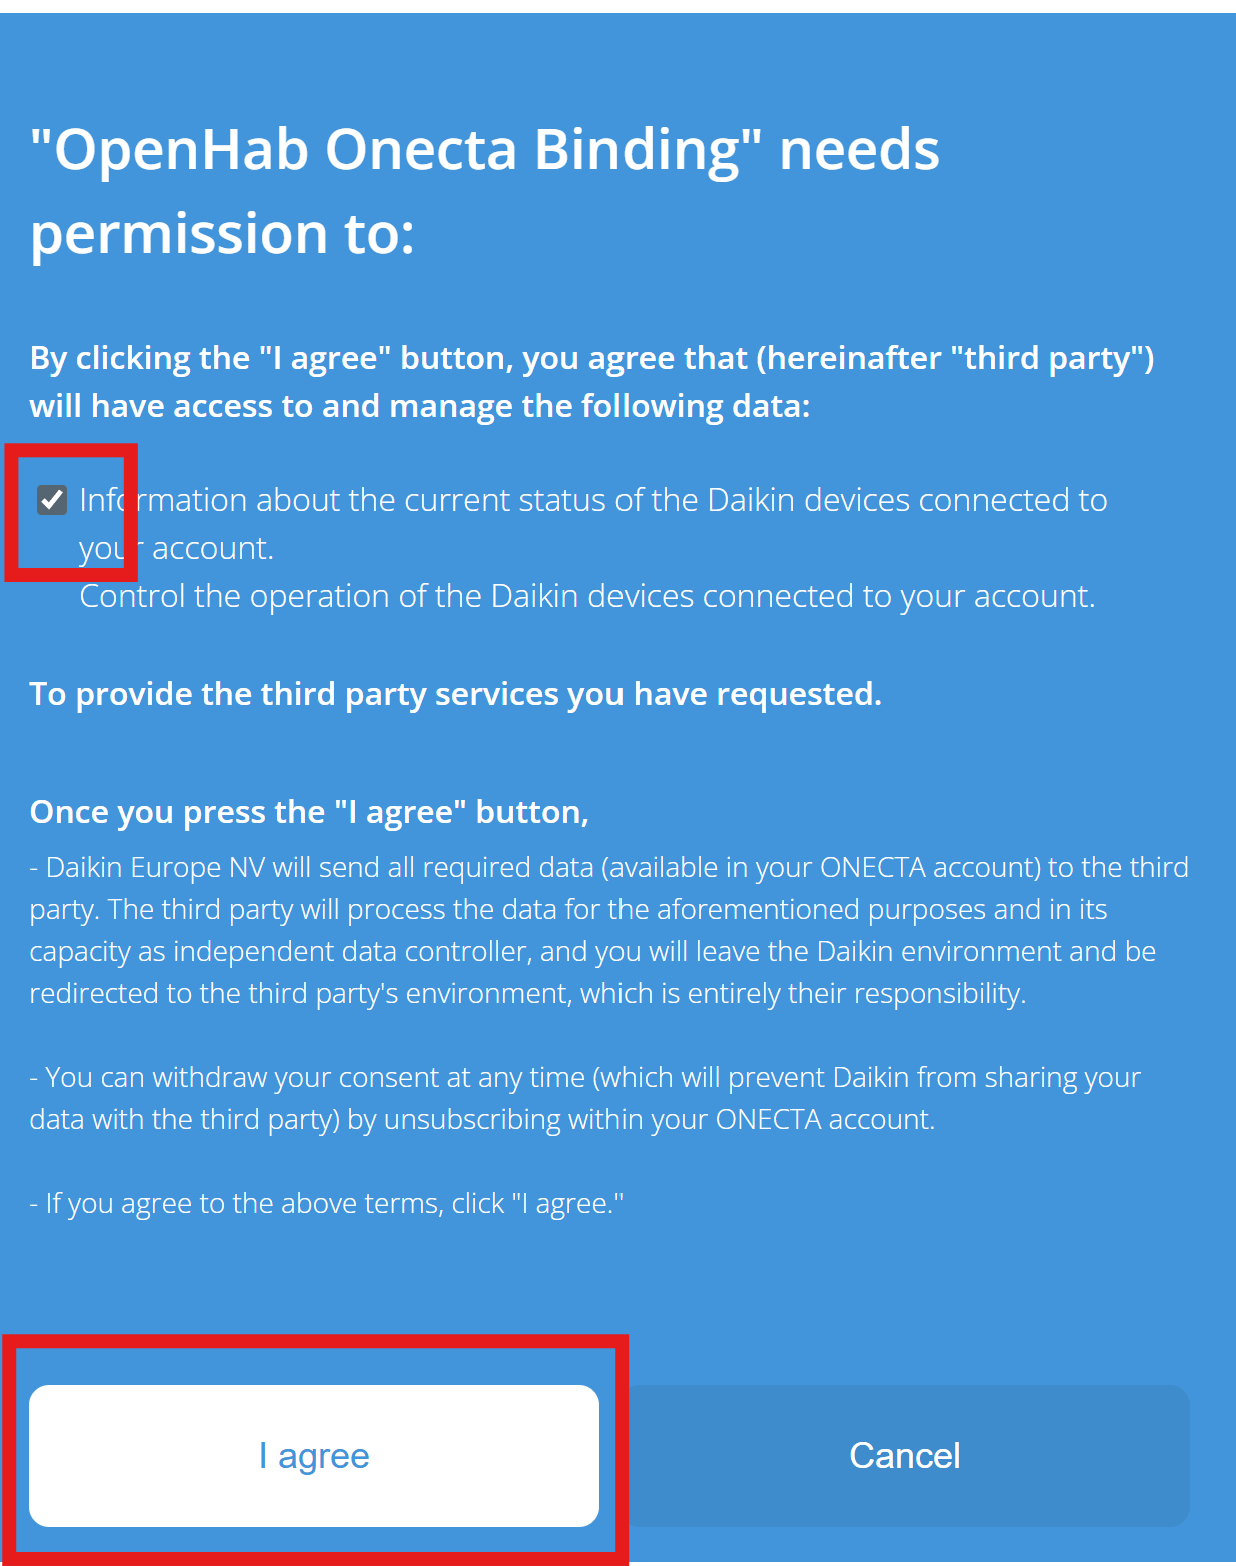 "OpenHab Onecta Binding" needs
permission to:
By clicking the "I agree" button, you agree that (hereinafter "third party")
will have access to and manage the following data:
Information about the current status of the Daikin devices connected to
your account.
Control the operation of the Daikin devices connected to your account.
To provide the third party services you have requested.
Once you press the "I agree" button,
- Daikin Europe NV will send all required data (available in your ONECTA account) to the third
party. The third party will process the data for the aforementioned purposes and in its
capacity as independent data controller, and you will leave the Daikin environment and be
redirected to the third party's environment, which is entirely their responsibility.
- You can withdraw your consent at any time (which will prevent Daikin from sharing your
data with the third party) by unsubscribing within your ONECTA account.
- If you agree to the above terms, click "I agree."
I agree
Cancel